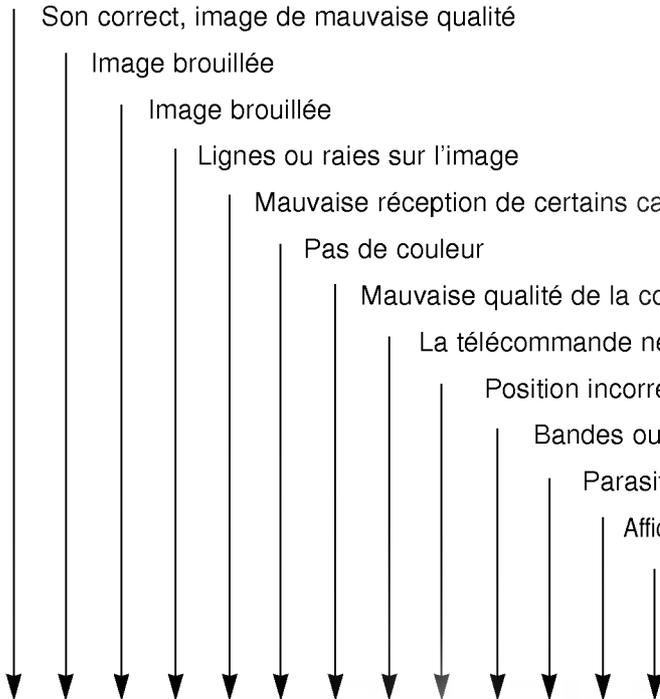 Son correct, image de mauvaise qualité
Image brouillée
Image brouillée
Lignes ou raies sur l'image
Mauvaise réception de certains
Pas de couleur
Mauvaise qualité de la
La télécommande
Position
Bandes ou